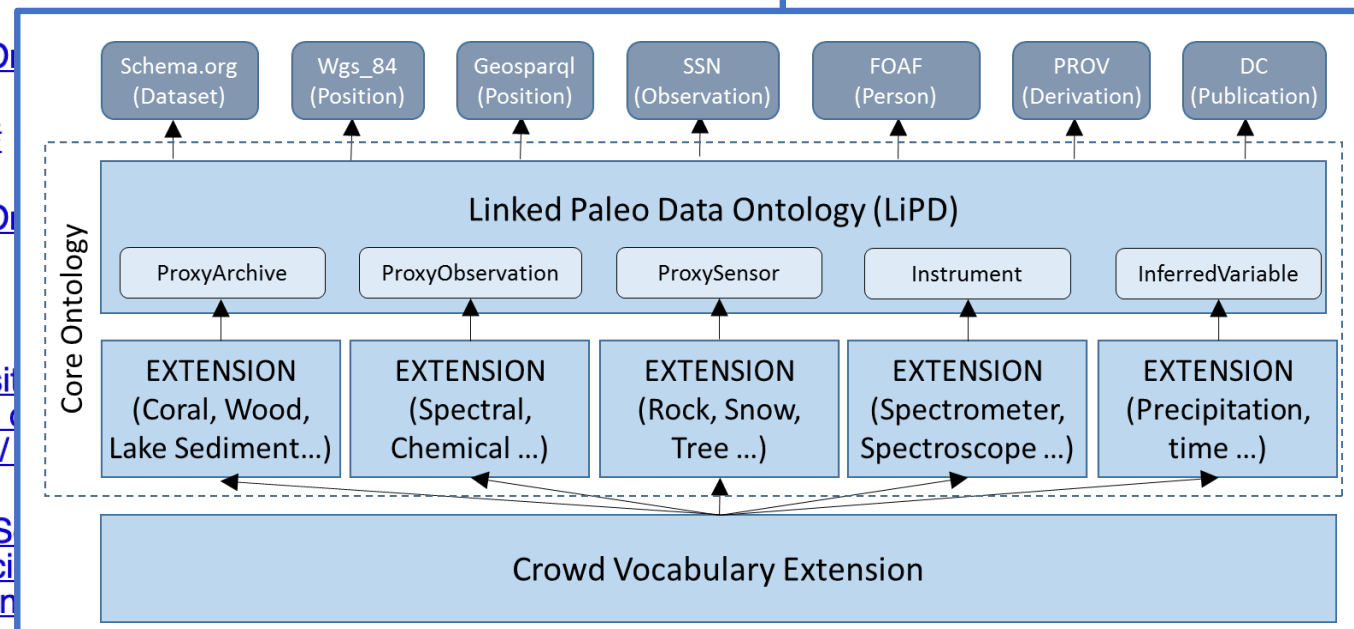 Schema.org
(Dataset)
Wgs_84
(Position)
Geosparql
(Position)
SSN
(Observation)
FOAF
(Person)
PROV
(Derivation)
DC
(Publication)
Core Ontology
Linked Paleo Data Ontology (LiPD)
ProxyArchive
ProxyObservation
ProxySensor
Instrument
InferredVariable
EXTENSION
(Coral, Wood,
Lake Sediment...)
EXTENSION
(Spectral,
Chemical ...)
EXTENSION
(Rock, Snow,
Tree ...)
EXTENSION
(Spectrometer,
Spectroscope ...)
EXTENSION
(Precipitation,
time ...)
Crowd Vocabulary Extension